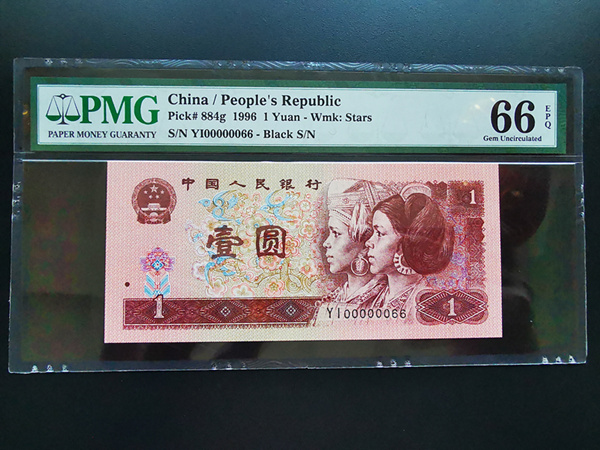 PMG
PAPER MONEY GUARANTY
China / People's Republic
Pick# 884g 1996 1 Yuan - Wmk: Stars
S/N YI00000066 - Black S/N
66 EPQ
Gem Uncirculated
中国人民银行
1
壹圆
1
YI00000066
1